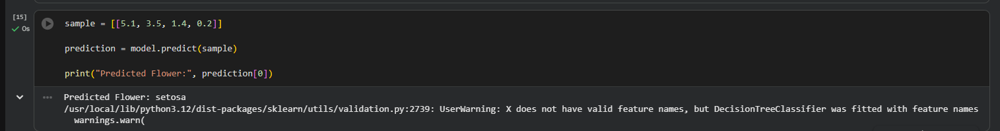 [15]
0s
sample = [[5.1, 3.5, 1.4, 0.2]]
prediction = model.predict(sample)
print("Predicted Flower:", prediction[0])
Predicted Flower: setosa
/usr/local/lib/python3.12/dist-packages/sklearn/utils/validation.py:2739: UserWarning: X does not have valid feature names, but DecisionTreeClassifier was fitted with feature names
  warnings.warn(